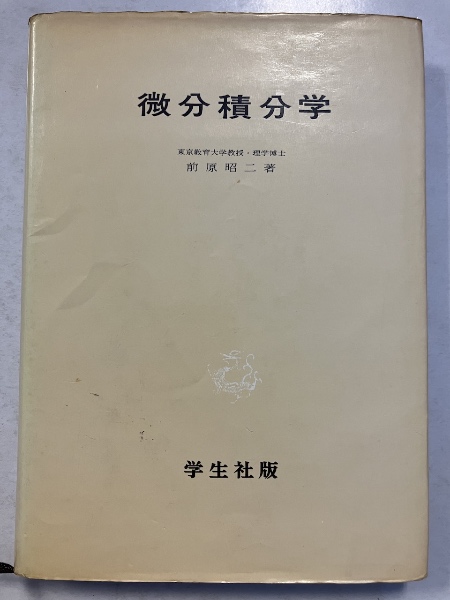 微分積分学
東京教育大学教授・理学博士
前原昭二著
学生社版